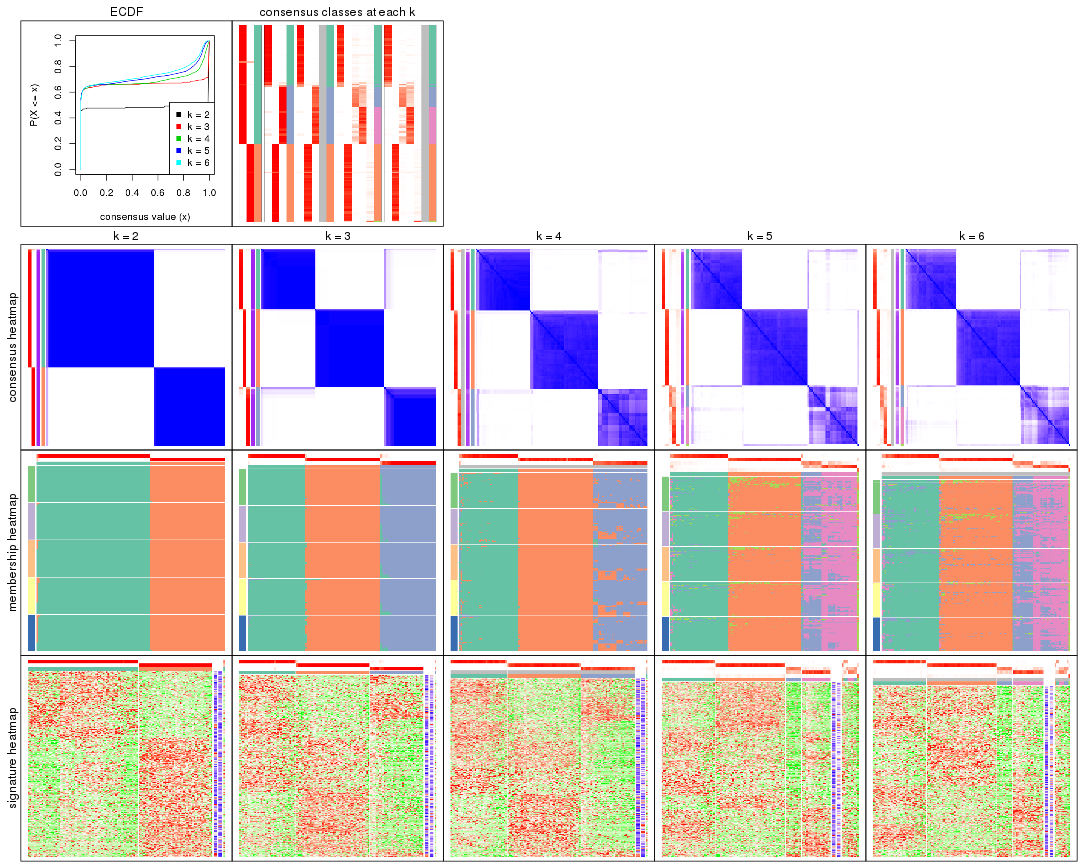 ECDF
consensus classes at each k
P(X <= x)
1.0
0.8
0.6
0.4
0.2
0.0
k = 2
k = 3
k = 4
k = 5
k = 6
0.0 0.2 0.4 0.6 0.8 1.0
consensus value (x)
k = 2
k = 3
k = 4
k = 5
k = 6
consensus heatmap
membership heatmap
signature heatmap